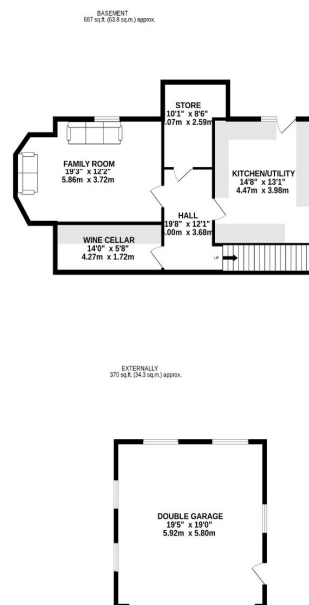 BASEMENT
687 sq.ft. (63.8 sq.m.) approx.
STORE
10'1" x 8'6"
.07m x 2.59m
FAMILY ROOM
19'3" x 12'2"
5.86m x 3.72m
KITCHEN/UTILITY
14'8" x 13'1"
4.47m x 3.98m
HALL
19'8" x 12'1"
.00m x 3.68m
WINE CELLAR
14'0" x 5'8"
4.27m x 1.72m
UP
EXTERNALLY
370 sq.ft. (34.3 sq.m.) approx.
DOUBLE GARAGE
19'5" x 19'0"
5.92m x 5.80m